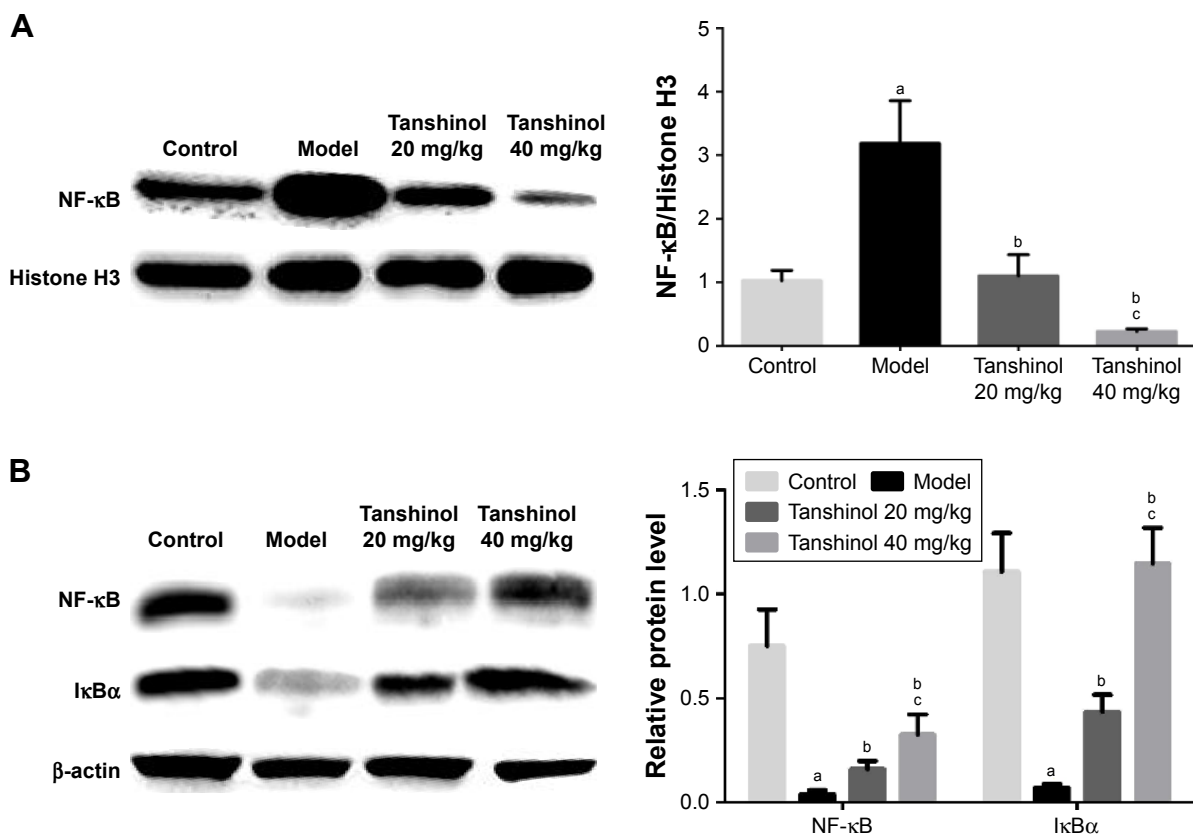 A
Control
Model
Tanshinol
20 mg/kg
Tanshinol
40 mg/kg
NF-κB
Histone H3
NF-κB/Histone H3
5
4
3
2
1
0
a
b
b
c
Control
Model
Tanshinol
20 mg/kg
Tanshinol
40 mg/kg
B
Control
Model
Tanshinol
20 mg/kg
Tanshinol
40 mg/kg
NF-κB
IκBα
β-actin
Relative protein level
1.5
1.0
0.5
0.0
Control
Model
Tanshinol 20 mg/kg
Tanshinol 40 mg/kg
a
b
b
c
a
b
b
c
NF-κB
IκBα